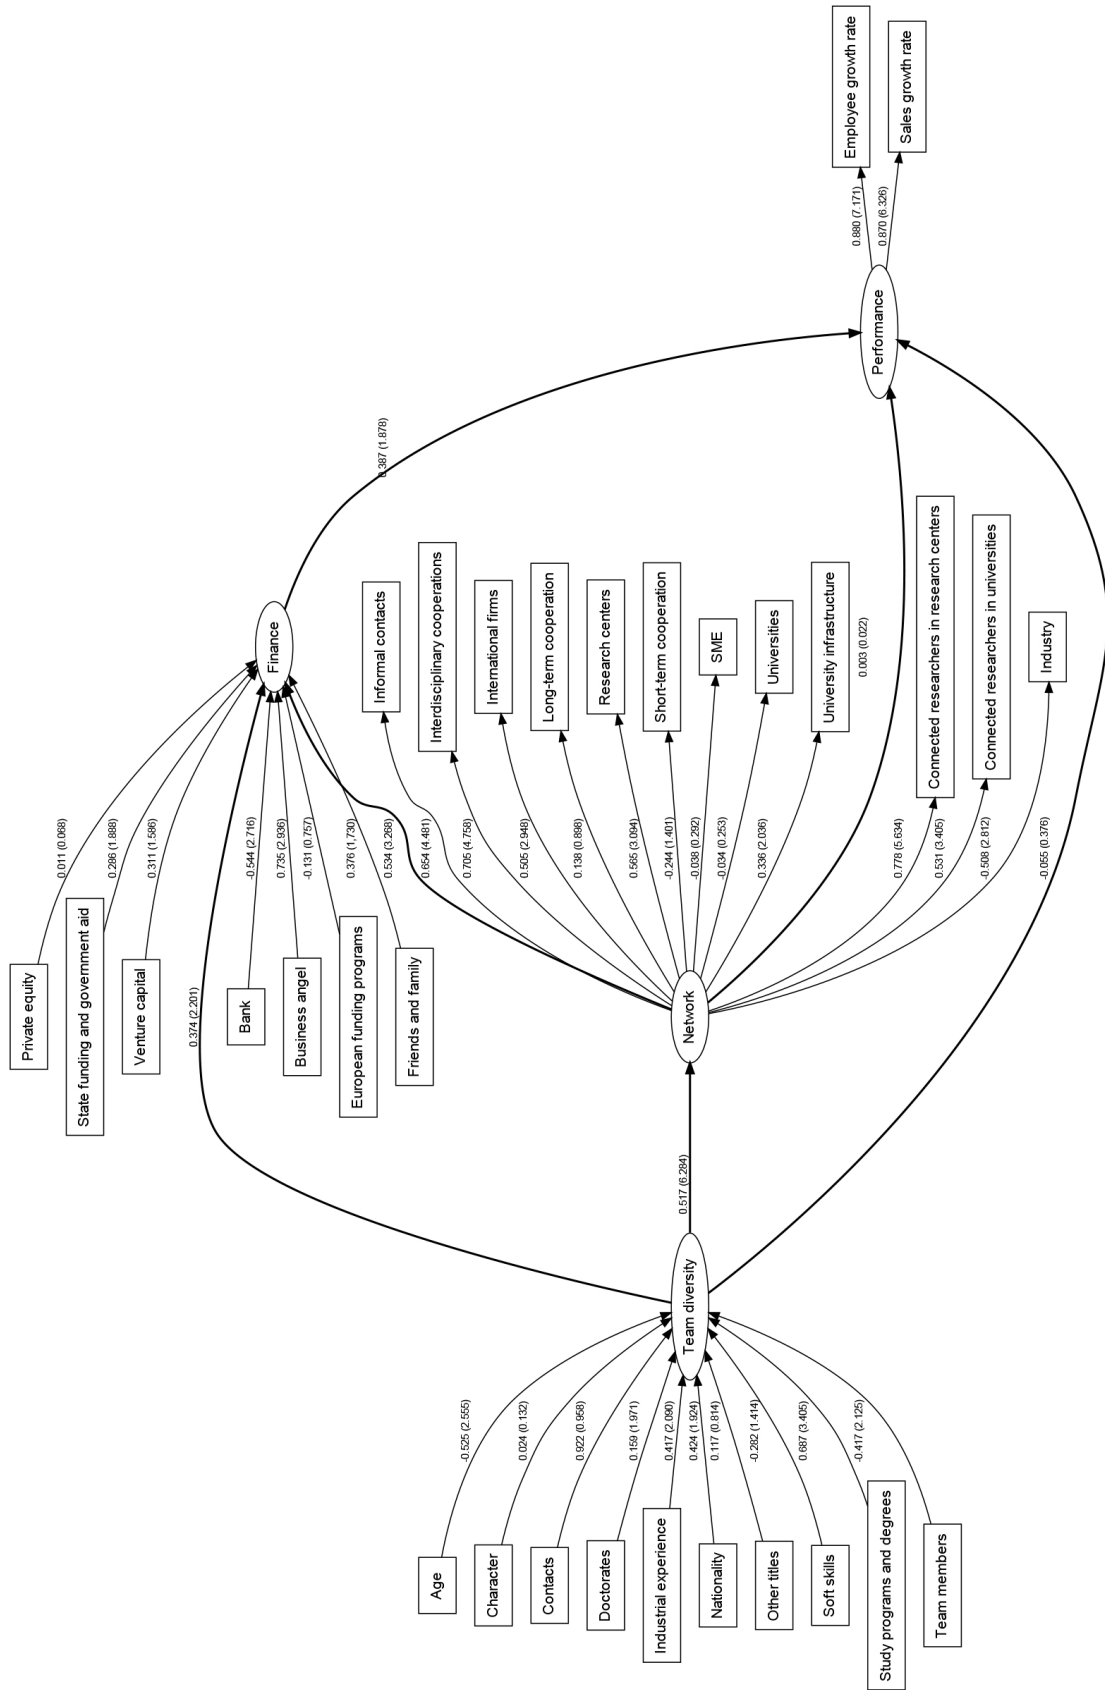 Age
Character
Contacts
Doctorates
Industrial experience
Nationality
Other titles
Soft skills
Study programs and degrees
Team members
-0.525 (2.555)
0.024 (0.132)
0.922 (0.958)
0.159 (1.971)
0.417 (2.090)
0.424 (1.924)
0.117 (0.814)
-0.282 (1.414)
0.687 (3.405)
-0.417 (2.125)
Team diversity
0.517 (6.284)
Private equity
State funding and government aid
Venture capital
Bank
Business angel
European funding programs
Friends and family
0.374 (2.201)
0.011 (0.068)
0.286 (1.888)
0.311 (1.586)
-0.544 (2.716)
0.735 (2.936)
-0.131 (0.757)
0.376 (1,730)
0.534 (3.268)
Finance
Network
0.654 (4.481)
0.705 (4.758)
0.505 (2.948)
0.138 (0.898)
0.565 (3.094)
-0.244 (1.401)
-0.038 (0.292)
-0.034 (0.253)
0.336 (2.036)
0.778 (5.634)
0.531 (3.405)
-0.508 (2.812)
-0.055 (0.376)
Informal contacts
Interdisciplinary cooperations
International firms
Long-term cooperation
Research centers
Short-term cooperation
SME
Universities
University infrastructure
Connected researchers in research centers
Connected researchers in universities
Industry
0.387 (1.878)
0.003 (0.022)
Performance
0.880 (7.171)
0.870 (6.326)
Employee growth rate
Sales growth rate